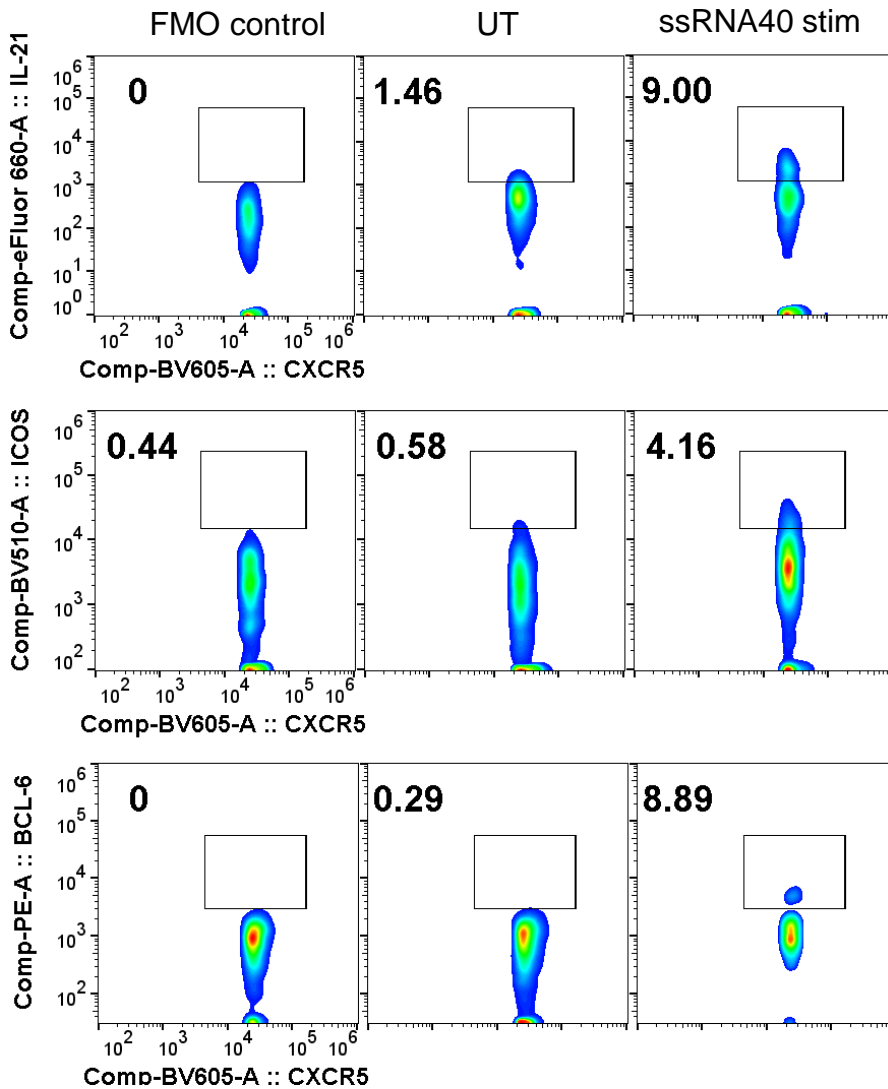 FMO control UT ssRNA40 stim
Comp-eFluor 660-A :: IL-21
10^6
10^5
10^4
10^3
10^2
10^1
10^0
0 1.46 9.00
10^2 10^3 10^4 10^5 10^6
Comp-BV605-A :: CXCR5
Comp-BV510-A :: ICOS
10^6
10^5
10^4
10^3
10^2
0.44 0.58 4.16
10^2 10^3 10^4 10^5 10^6
Comp-BV605-A :: CXCR5
Comp-PE-A :: BCL-6
10^6
10^5
10^4
10^3
10^2
0 0.29 8.89
10^2 10^3 10^4 10^5 10^6
Comp-BV605-A :: CXCR5